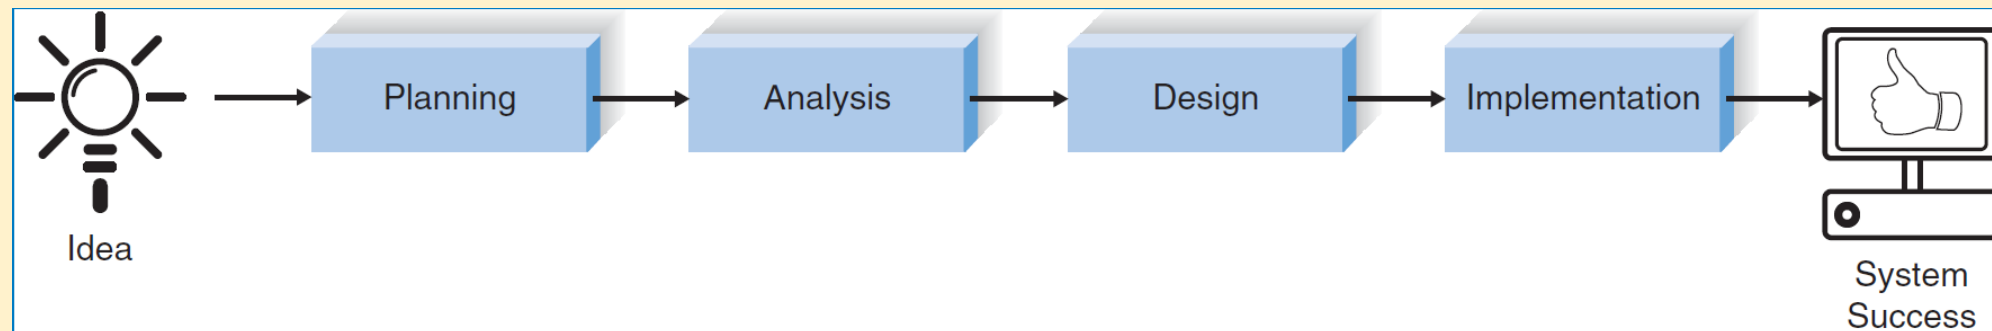 Idea
Planning
Analysis
Design
Implementation
System
Success